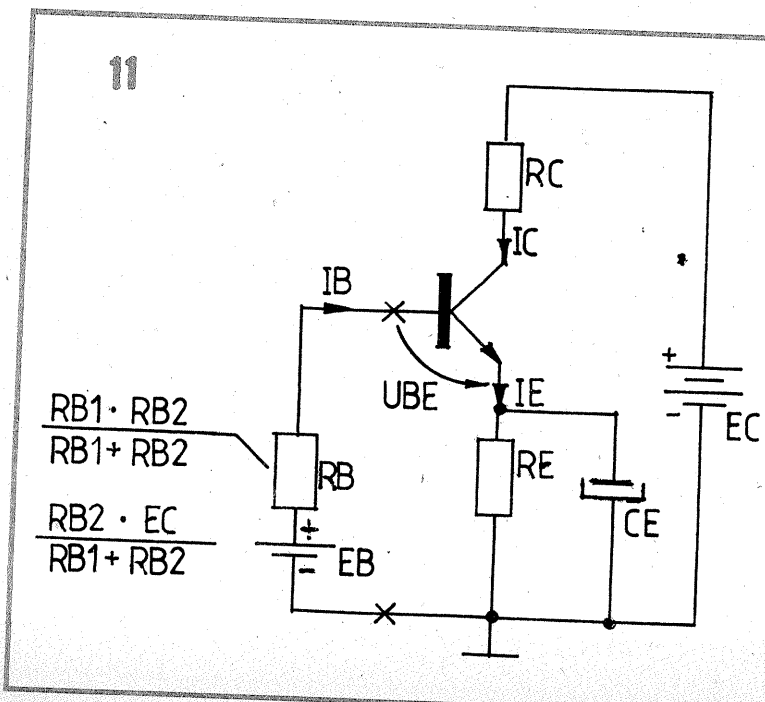 11
RC
IC
IB
UBE
IE
+
-
EC
RB1 · RB2
RB1 + RB2
RB
RE
CE
RB2 · EC
RB1 + RB2
+
-
EB